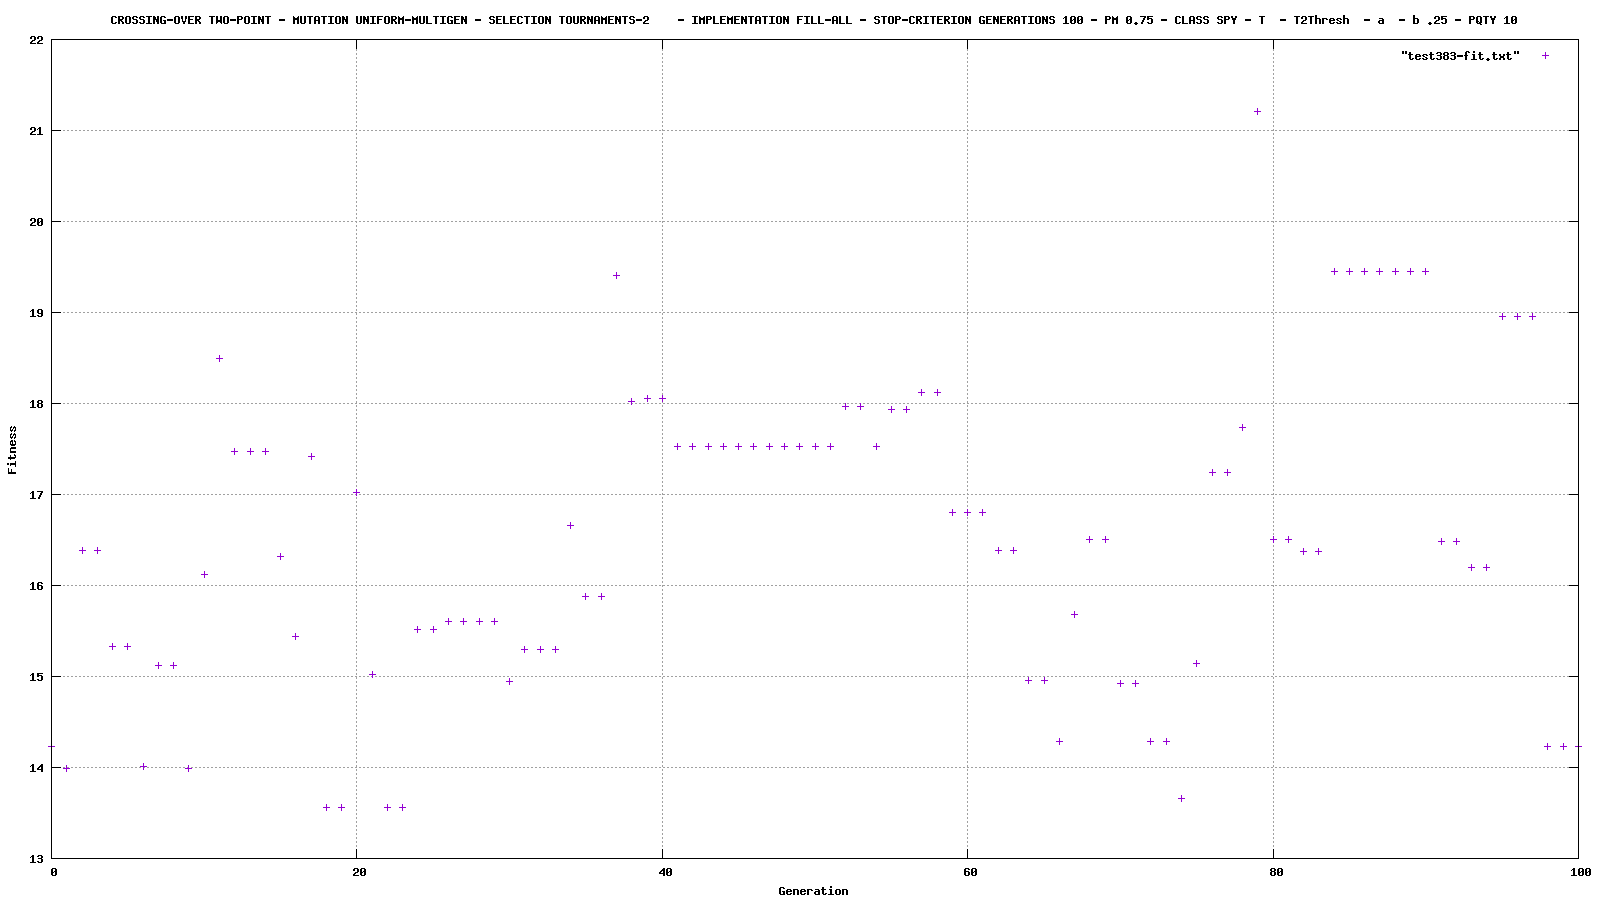 CROSSING-OVER TWO-POINT - MUTATION UNIFORM-MULTIGEN - SELECTION TOURNAMENTS-2    - IMPLEMENTATION FILL-ALL - STOP-CRITERION GENERATIONS 100 - PM 0.75 - CLASS SPY - T  - T2Thresh  - a  - b .25 - PQTY 10
"test383-fit.txt"
22
21
20
19
18
17
16
15
14
13
Fitness
0 20 40 60 80 100
Generation